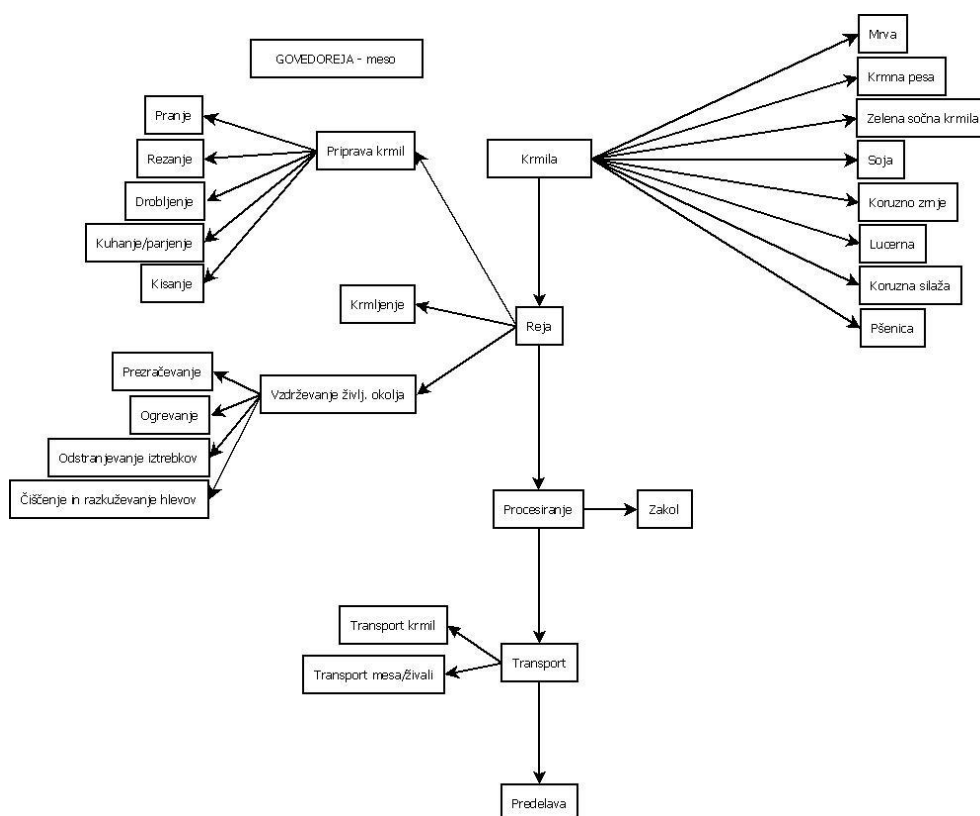 GOVEDOREJA - meso
Mrva
Krmna pesa
Zelena sočna krmila
Soja
Koruzno zrnje
Lucerna
Koruzna silaža
Pšenica
Krmila
Priprava krmil
Pranje
Rezanje
Drobljenje
Kuhanje/parjenje
Kisanje
Krmljenje
Reja
Vzdrževanje življ. okolja
Prezračevanje
Ogrevanje
Odstranjevanje iztrebkov
Čiščenje in razkuževanje hlevov
Procesiranje
Zakol
Transport krmil
Transport mesa/živali
Transport
Predelava